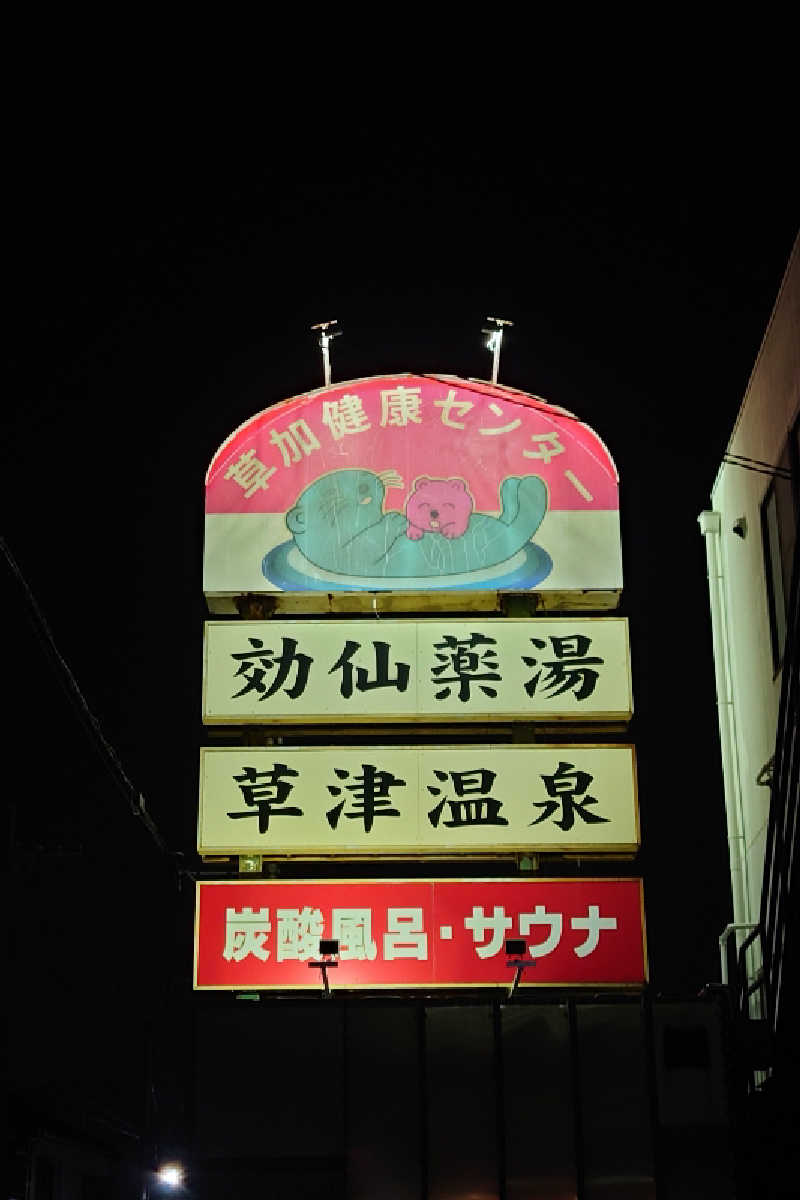 草加健康センター
効仙薬湯
草津温泉
炭酸風呂・サウナ